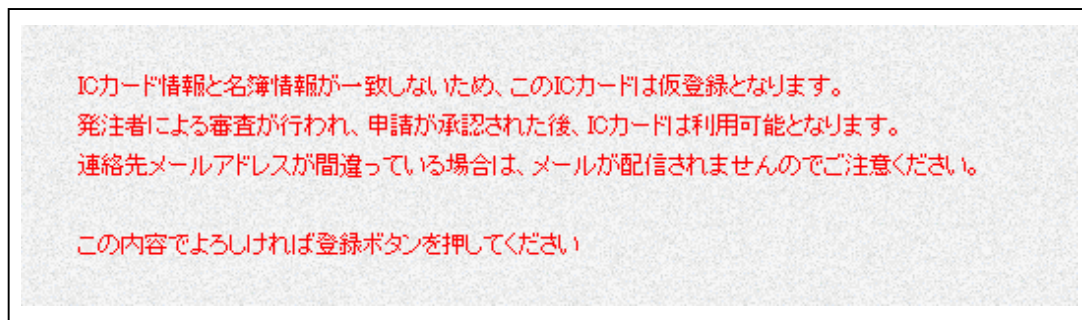 ICカード情報と名簿情報が一致しないため、このICカードは仮登録となります。
発注者による審査が行われ、申請が承認された後、ICカードは利用可能となります。
連絡先メールアドレスが間違っている場合は、メールが配信されませんのでご注意ください。
この内容でよろしければ登録ボタンを押してください